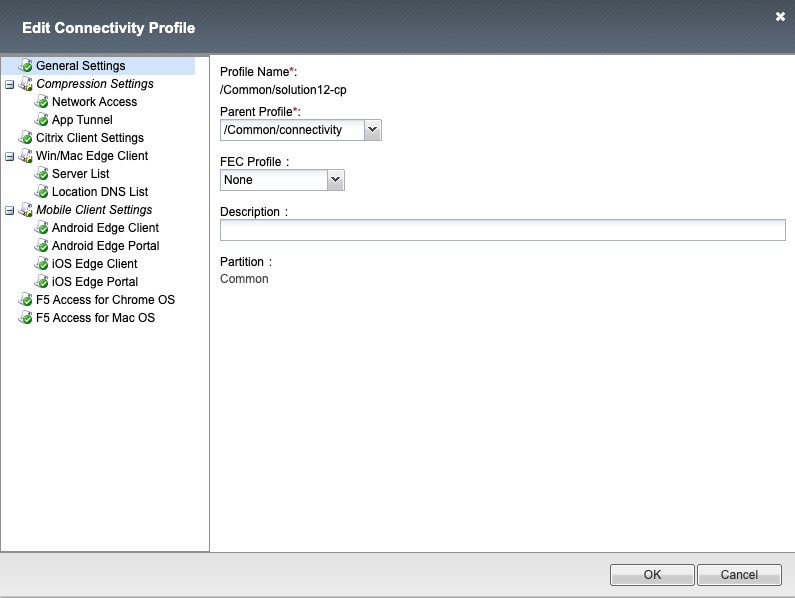 Edit Connectivity Profile
General Settings
Compression Settings
Network Access
App Tunnel
Citrix Client Settings
Win/Mac Edge Client
Server List
Location DNS List
Mobile Client Settings
Android Edge Client
Android Edge Portal
iOS Edge Client
iOS Edge Portal
F5 Access for Chrome OS
F5 Access for Mac OS
Profile Name*:
/Common/solution12-cp
Parent Profile*:
/Common/connectivity
FEC Profile :
None
Description :
Partition :
Common
OK
Cancel